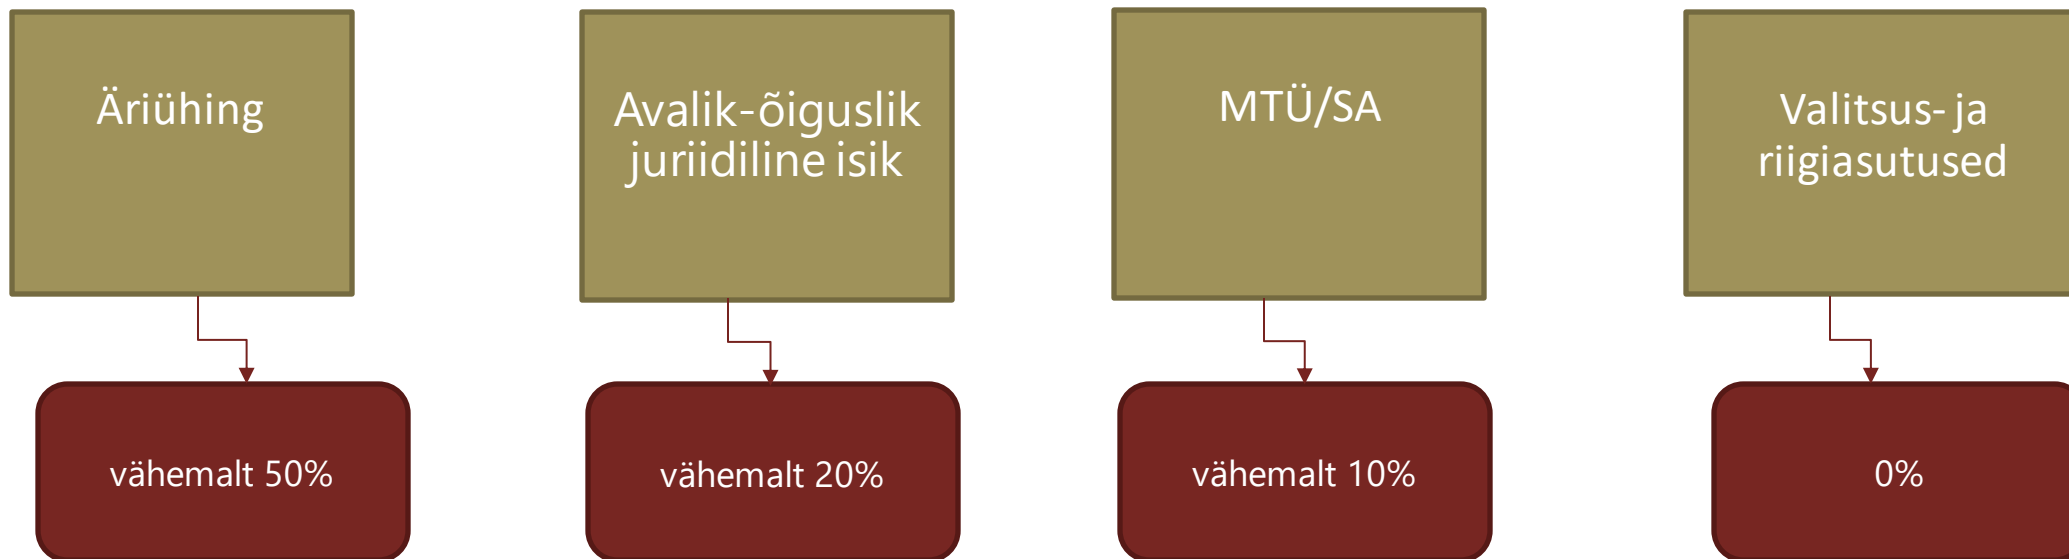 Äriühing
Avalik-õiguslik
juriidiline isik
MTÜ/SA
Valitsus- ja
riigiasutused
vähemalt 50%
vähemalt 20%
vähemalt 10%
0%